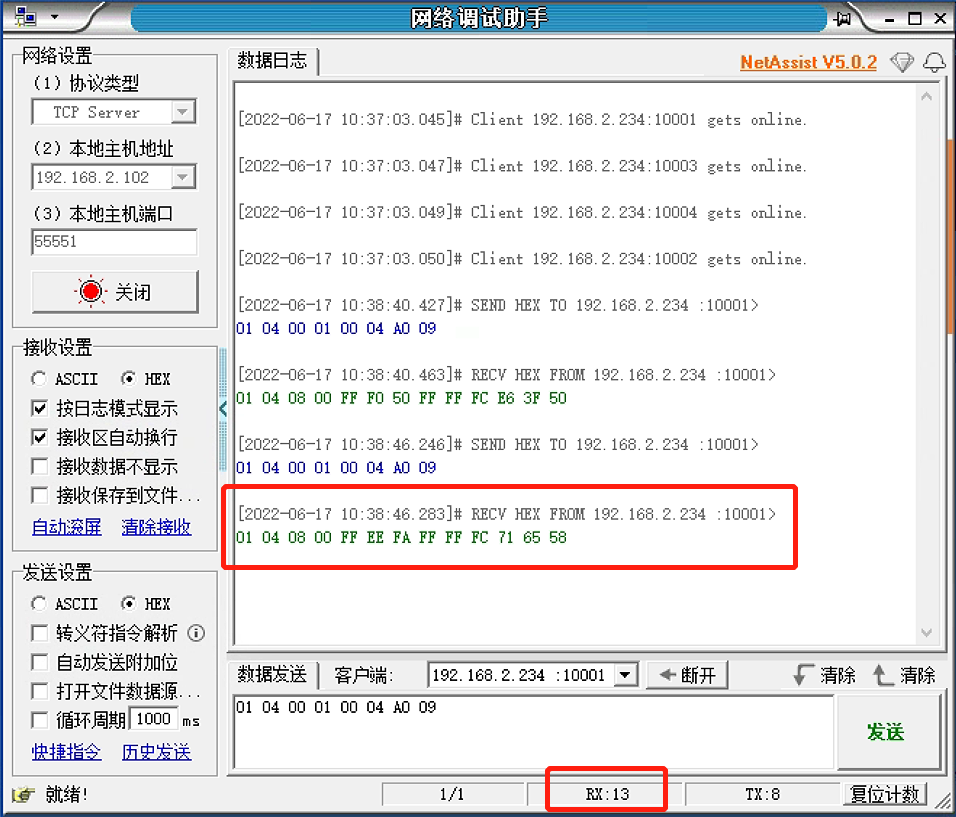 网络调试助手
网络设置
(1) 协议类型
TCP Server
(2) 本地主机地址
192.168.2.102
(3) 本地主机端口
55551
关闭
接收设置
ASCII HEX
按日志模式显示
接收区自动换行
接收数据不显示
接收保存到文件...
自动滚屏 清除接收
发送设置
ASCII HEX
转义符指令解析
自动发送附加位
打开文件数据源...
循环周期 1000 ms
快捷指令 历史发送
数据日志
NetAssist V5.0.2
[2022-06-17 10:37:03.045]# Client 192.168.2.234:10001 gets online.
[2022-06-17 10:37:03.047]# Client 192.168.2.234:10003 gets online.
[2022-06-17 10:37:03.049]# Client 192.168.2.234:10004 gets online.
[2022-06-17 10:37:03.050]# Client 192.168.2.234:10002 gets online.
[2022-06-17 10:38:40.427]# SEND HEX TO 192.168.2.234 :10001>
01 04 00 01 00 04 A0 09
[2022-06-17 10:38:40.463]# RECV HEX FROM 192.168.2.234 :10001>
01 04 08 00 FF F0 50 FF FF FC E6 3F 50
[2022-06-17 10:38:46.246]# SEND HEX TO 192.168.2.234 :10001>
01 04 00 01 00 04 A0 09
[2022-06-17 10:38:46.283]# RECV HEX FROM 192.168.2.234 :10001>
01 04 08 00 FF EE FA FF FF FC 71 65 58
数据发送 客户端: 192.168.2.234 :10001 断开 清除 清除
01 04 00 01 00 04 A0 09
发送
就绪! 1/1 RX:13 TX:8 复位计数